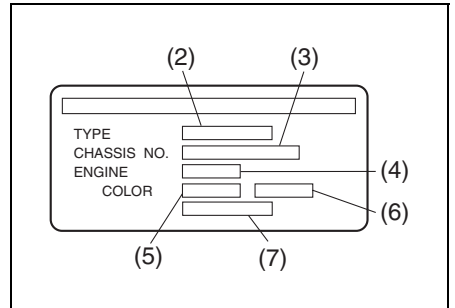 (2) (3)
TYPE
CHASSIS NO.
ENGINE (4)
COLOR (6)
(5) (7)